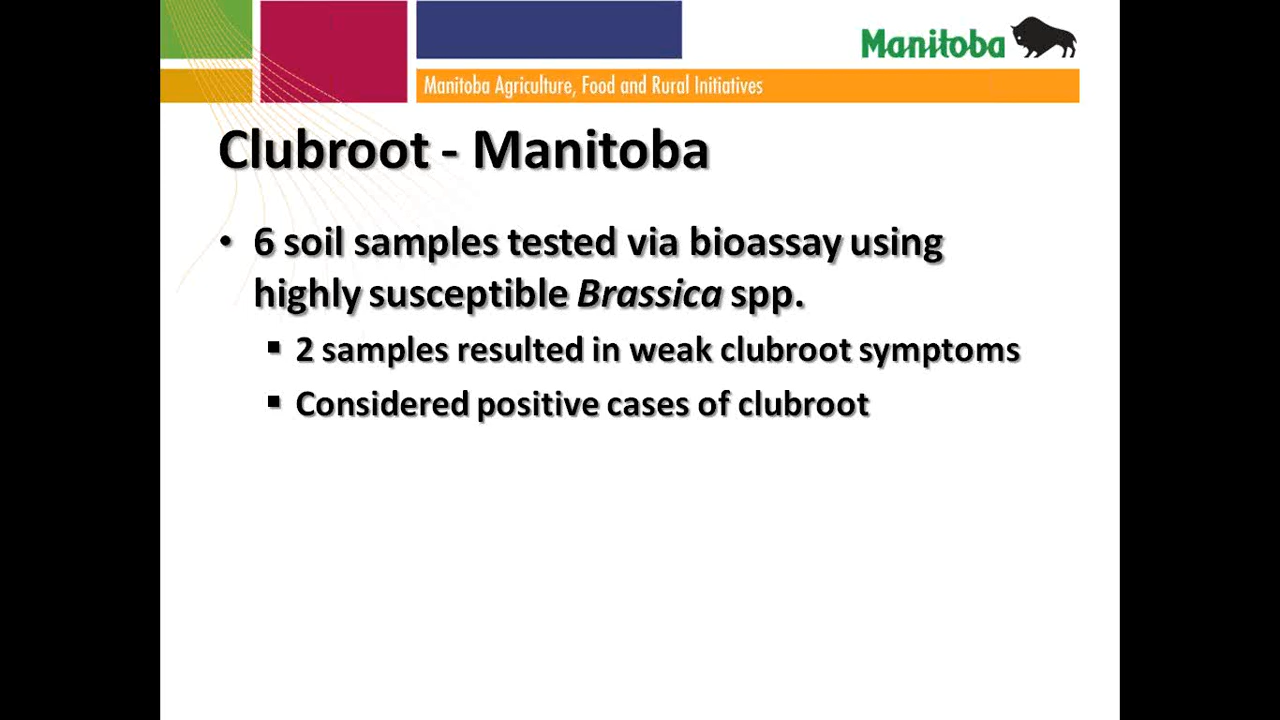 Manitoba
Manitoba Agriculture, Food and Rural Initiatives
Clubroot - Manitoba
• 6 soil samples tested via bioassay using
highly susceptible Brassica spp.
▪ 2 samples resulted in weak clubroot symptoms
▪ Considered positive cases of clubroot